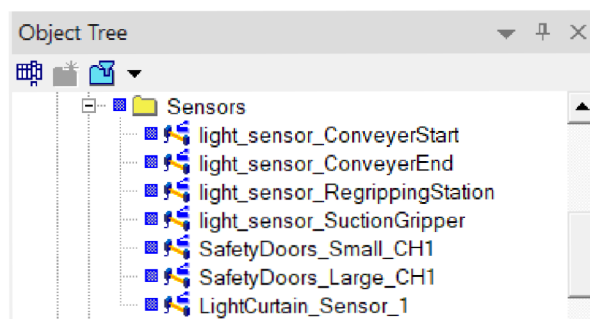 Object Tree
Sensors
light_sensor_ConveyerStart
light_sensor_ConveyerEnd
light_sensor_RegrippingStation
light_sensor_SuctionGripper
SafetyDoors_Small_CH1
SafetyDoors_Large_CH1
LightCurtain_Sensor_1